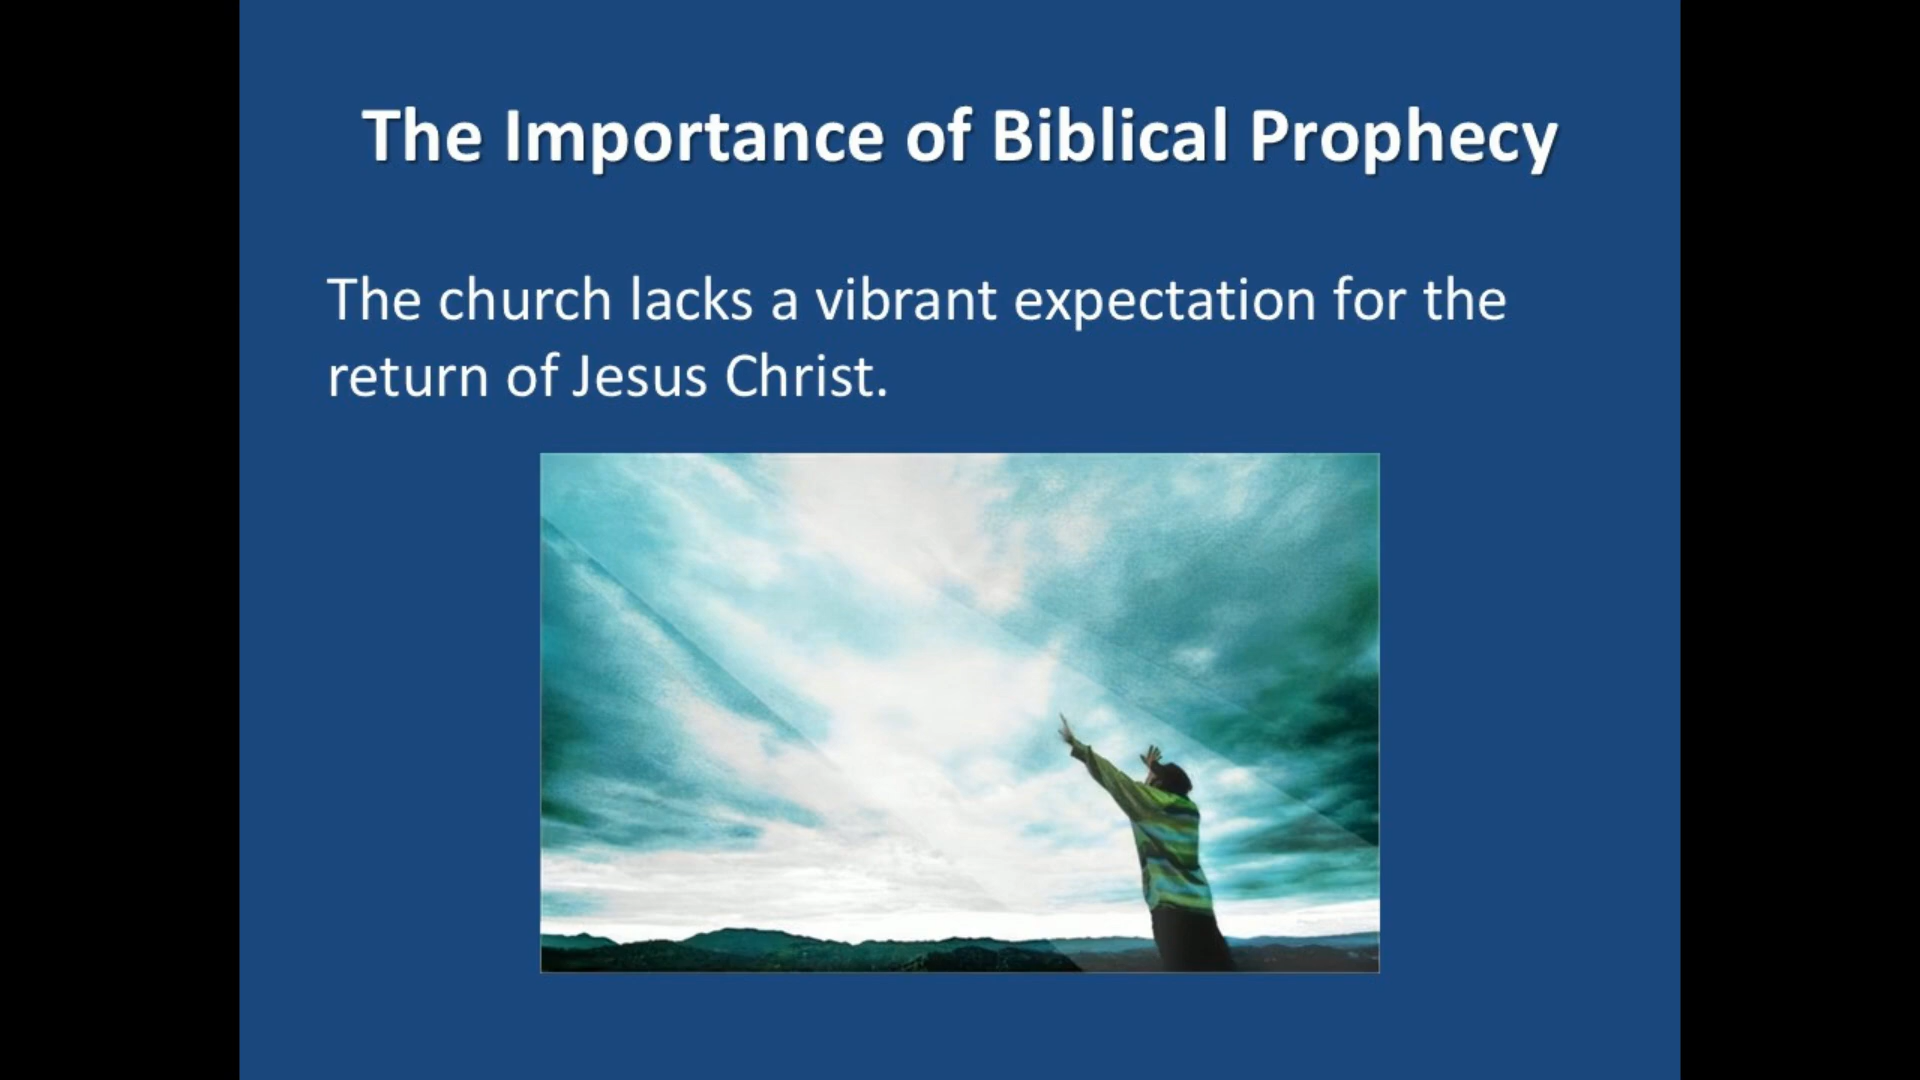 The Importance of Biblical Prophecy
The church lacks a vibrant expectation for the
return of Jesus Christ.